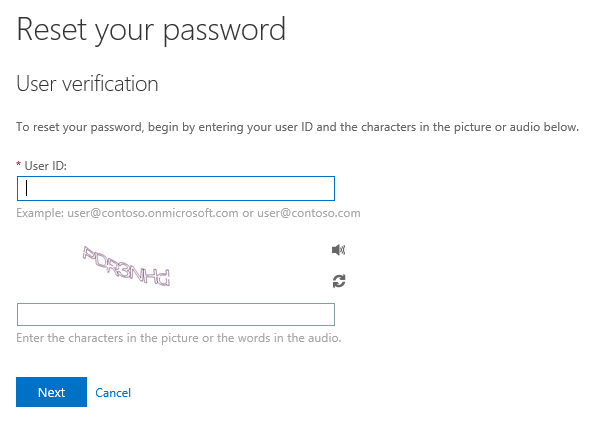 Reset your password
User verification
To reset your password, begin by entering your user ID and the characters in the picture or audio below.
* User ID:
Example: user@contoso.onmicrosoft.com or user@contoso.com
Enter the characters in the picture or the words in the audio.
Next Cancel